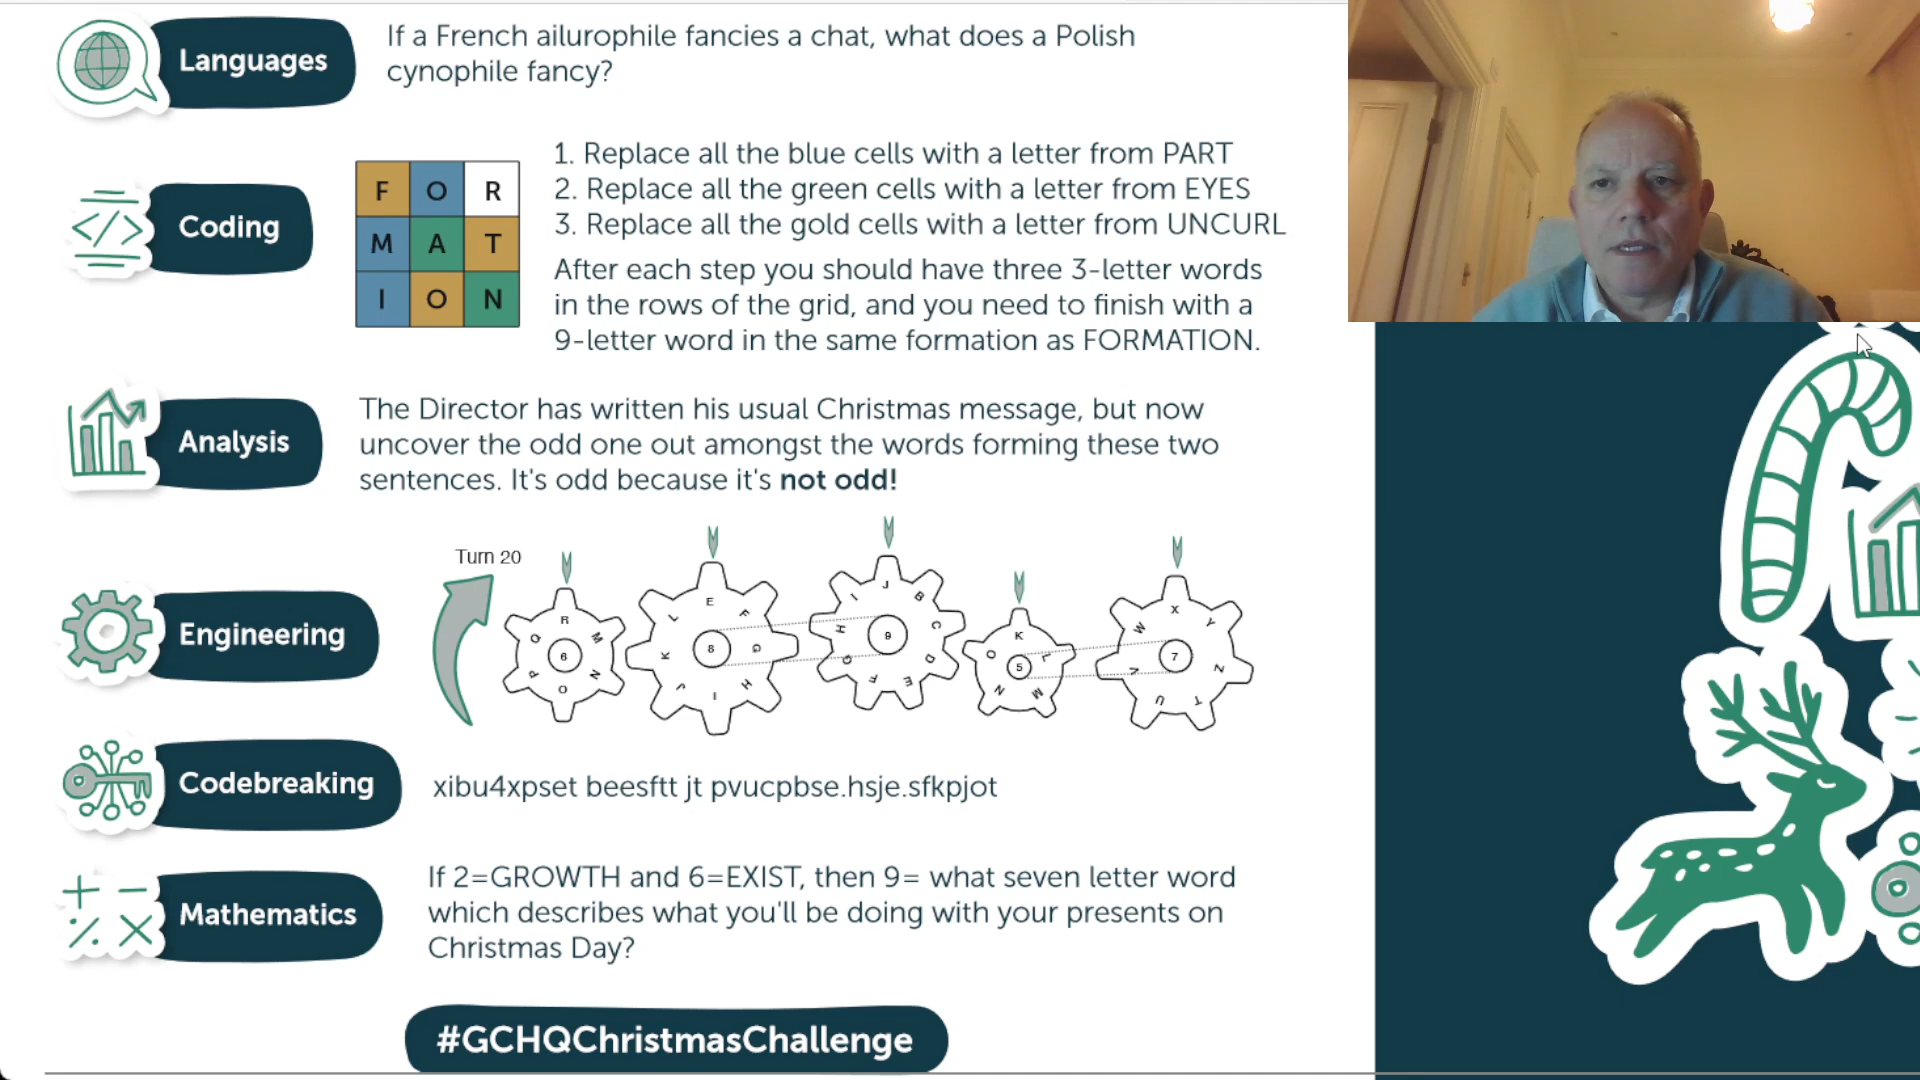 Languages
If a French ailurophile fancies a chat, what does a Polish
cynophile fancy?
Coding
F O R
M A T
I O N
1. Replace all the blue cells with a letter from PART
2. Replace all the green cells with a letter from EYES
3. Replace all the gold cells with a letter from UNCURL
After each step you should have three 3-letter words
in the rows of the grid, and you need to finish with a
9-letter word in the same formation as FORMATION.
Analysis
The Director has written his usual Christmas message, but now
uncover the odd one out amongst the words forming these two
sentences. It's odd because it's not odd!
Engineering
Turn 20
R M N O P Q
6
E F G H I J K L
8
J B C D E F G H I
9
K L M N O
5
X Y Z T U V W
7
Codebreaking
xibu4xpset beesftt jt pvucpbse.hsje.sfkpjot
Mathematics
If 2=GROWTH and 6=EXIST, then 9= what seven letter word
which describes what you'll be doing with your presents on
Christmas Day?
#GCHQChristmasChallenge